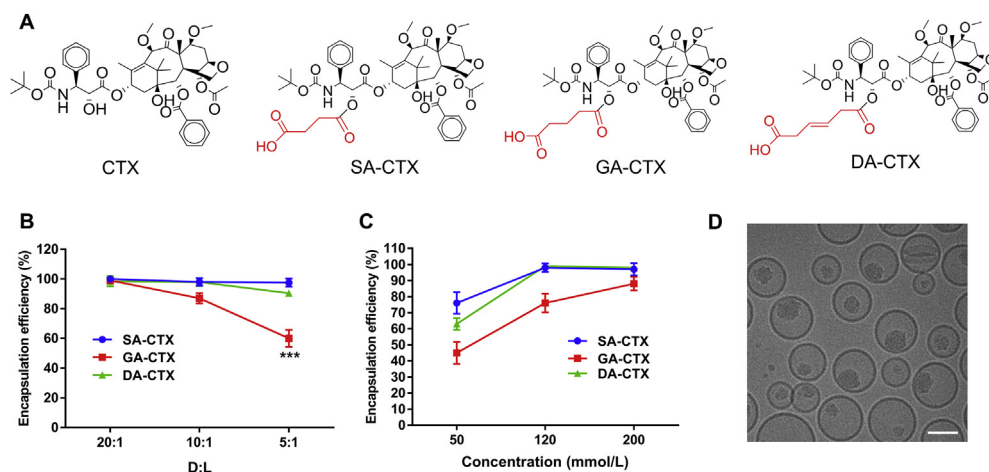 A
CTX
SA-CTX
GA-CTX
DA-CTX
B
Encapsulation efficiency (%)
120
100
80
60
40
20
0
SA-CTX
GA-CTX
DA-CTX
***
20:1
10:1
5:1
D:L
C
Encapsulation efficiency (%)
110
100
90
80
70
60
50
40
30
20
10
0
SA-CTX
GA-CTX
DA-CTX
50
120
200
Concentration (mmol/L)
D